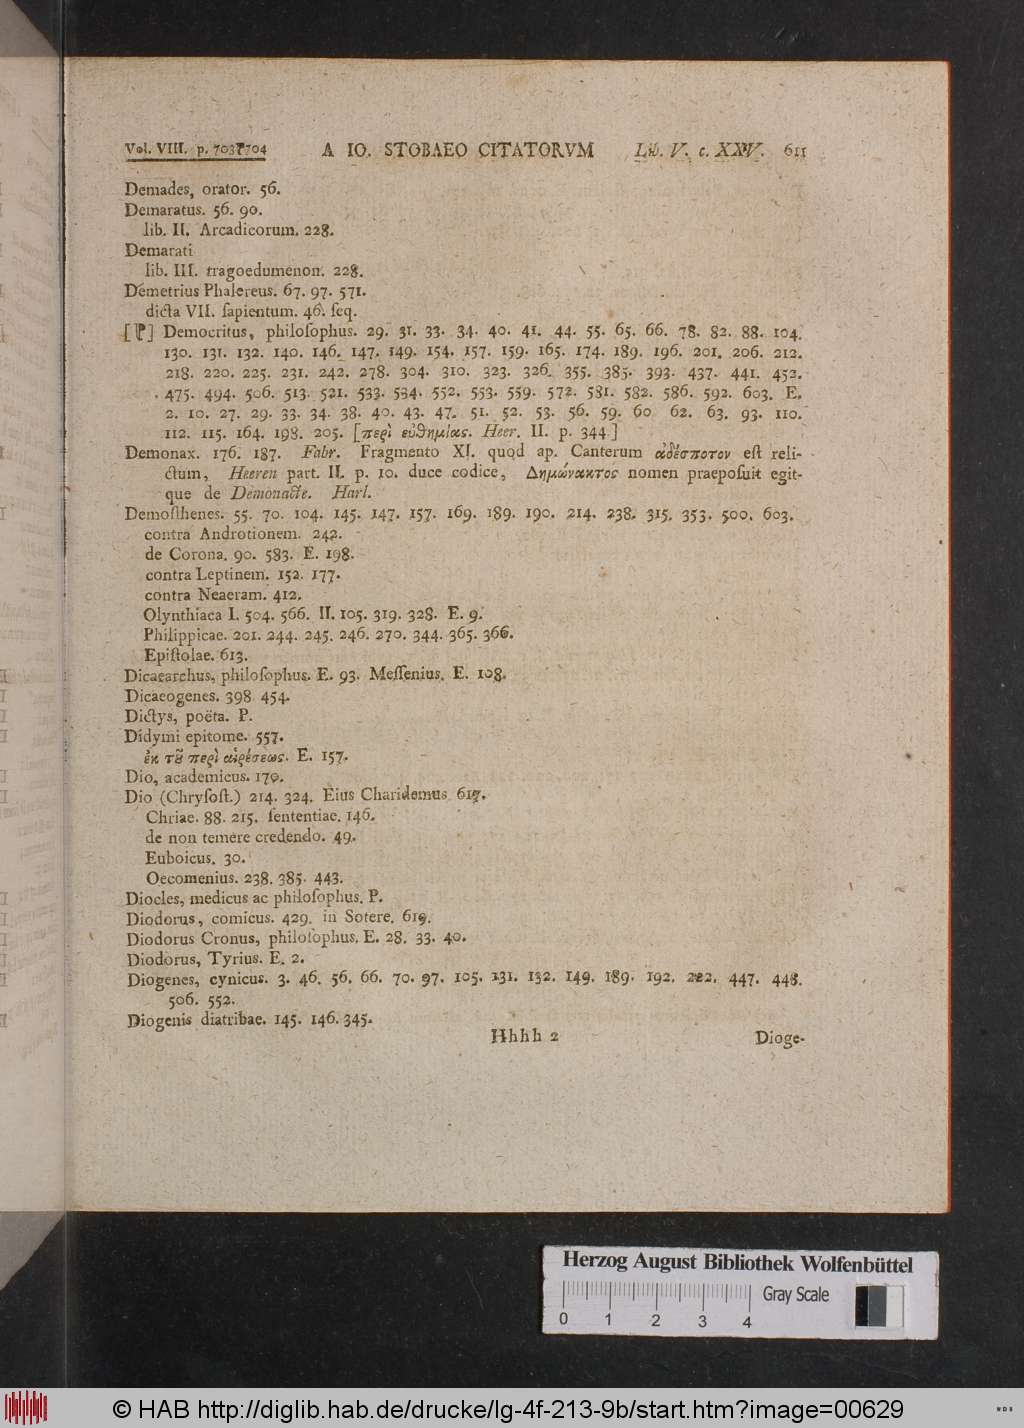 Vol. VIII. p. 703 704 A IO. STOBAEO CITATORVM Lib. V. c. XXV. 611
Demades, orator. 56.
Demaratus. 56. 90.
lib. II. Arcadicorum. 228.
Demarati
lib. III. tragoedumenon. 228.
Demetrius Phalereus. 67. 97. 571.
dicta VII. ſapientum. 46. ſeq.
[P] Democritus, philoſophus. 29. 31. 33. 34. 40. 41. 44. 55. 65. 66. 78. 82. 88. 104.
130. 131. 132. 140. 146. 147. 149. 154. 157. 159. 165. 174. 189. 196. 201. 206. 212.
218. 220. 225. 231. 242. 278. 304. 310. 323. 326. 355. 385. 393. 437. 441. 452.
475. 494. 506. 513. 521. 533. 534. 552. 553. 559. 572. 581. 582. 586. 592. 603. E.
2. 10. 27. 29. 33. 34. 38. 40. 43. 47. 51. 52. 53. 56. 59. 60 62. 63. 93. 110.
112. 115. 164. 198. 205. [περὶ εὐθημίας. Heer. II. p. 344.]
Demonax. 176. 187. Fabr. Fragmento XI. quod ap. Canterum ἀδέσποτον eſt reli-
ctum, Heeren part. II. p. 10. duce codice, Δημώνακτος nomen praepoſuit egit-
que de Demonacte. Harl.
Demoſthenes. 55. 70. 104. 145. 147. 157. 169. 189. 190. 214. 238. 315. 353. 500. 603.
contra Androtionem. 242.
de Corona. 90. 583. E. 198.
contra Leptinem. 152. 177.
contra Neaeram. 412.
Olynthiaca I. 504. 566. II. 105. 319. 328. E. 9.
Philippicae. 201. 244. 245. 246. 270. 344. 365. 366.
Epiſtolae. 613.
Dicaearchus, philoſophus. E. 93. Meſſenius. E. 108.
Dicaeogenes. 398 454.
Dictys, poëta. P.
Didymi epitome. 557.
ἐκ τȣ͂ περὶ αἱρέσεως. E. 157.
Dio, academicus. 170.
Dio (Chryſoſt.) 214. 324. Eius Charidemus 617.
Chriae. 88. 215. ſententiae. 146.
de non temere credendo. 49.
Euboicus. 30.
Oecomenius. 238. 385. 443.
Diocles, medicus ac philoſophus. P.
Diodorus, comicus. 429. in Sotere. 619.
Diodorus Cronus, philoſophus. E. 28. 33. 40.
Diodorus, Tyrius. E. 2.
Diogenes, cynicus. 3. 46. 56. 66. 70. 97. 105. 131. 132. 149. 189. 192. 222. 447. 448.
506. 552.
Diogenis diatribae. 145. 146. 345.
Hhhh 2 Dioge-
Herzog August Bibliothek Wolfenbüttel
0 1 2 3 4 Gray Scale
© HAB http://diglib.hab.de/drucke/lg-4f-213-9b/start.htm?image=00629